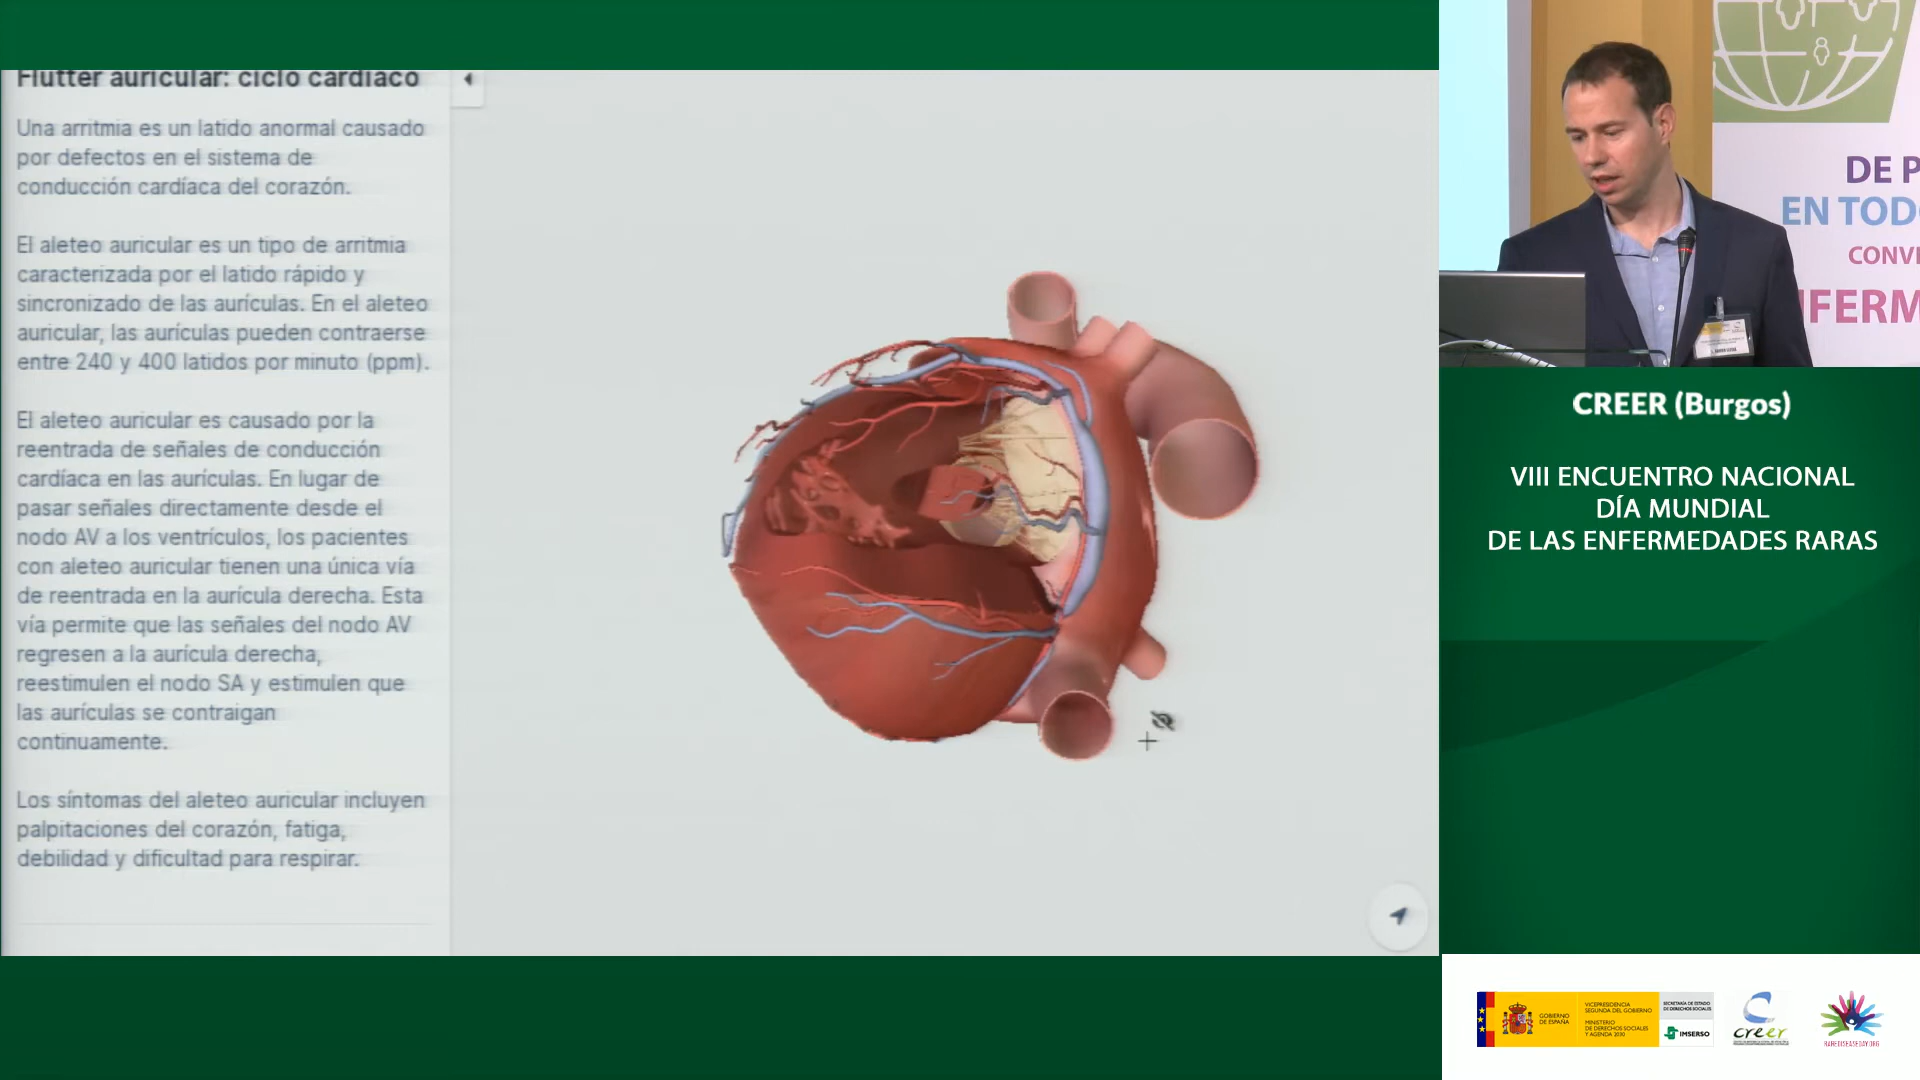 Flutter auricular: ciclo cardíaco
Una arritmia es un latido anormal causado
por defectos en el sistema de
conducción cardíaca del corazón.
El aleteo auricular es un tipo de arritmia
caracterizada por el latido rápido y
sincronizado de las aurículas. En el aleteo
auricular, las aurículas pueden contraerse
entre 240 y 400 latidos por minuto (ppm).
El aleteo auricular es causado por la
reentrada de señales de conducción
cardíaca en las aurículas. En lugar de
pasar señales directamente desde el
nodo AV a los ventrículos, los pacientes
con aleteo auricular tienen una única vía
de reentrada en la aurícula derecha. Esta
vía permite que las señales del nodo AV
regresen a la aurícula derecha,
reestimulen el nodo SA y estimulen que
las aurículas se contraigan
continuamente.
Los síntomas del aleteo auricular incluyen
palpitaciones del corazón, fatiga,
debilidad y dificultad para respirar.
DE P
EN TOD
CONV
NFERM
CREER (Burgos)
VIII ENCUENTRO NACIONAL
DÍA MUNDIAL
DE LAS ENFERMEDADES RARAS
GOBIERNO
DE ESPAÑA
VICEPRESIDENCIA
SEGUNDA DEL GOBIERNO
MINISTERIO
DE DERECHOS SOCIALES
Y AGENDA 2030
SECRETARÍA DE ESTADO
DE DERECHOS SOCIALES
IMSERSO
creer
RAREDISEASEDAY.ORG